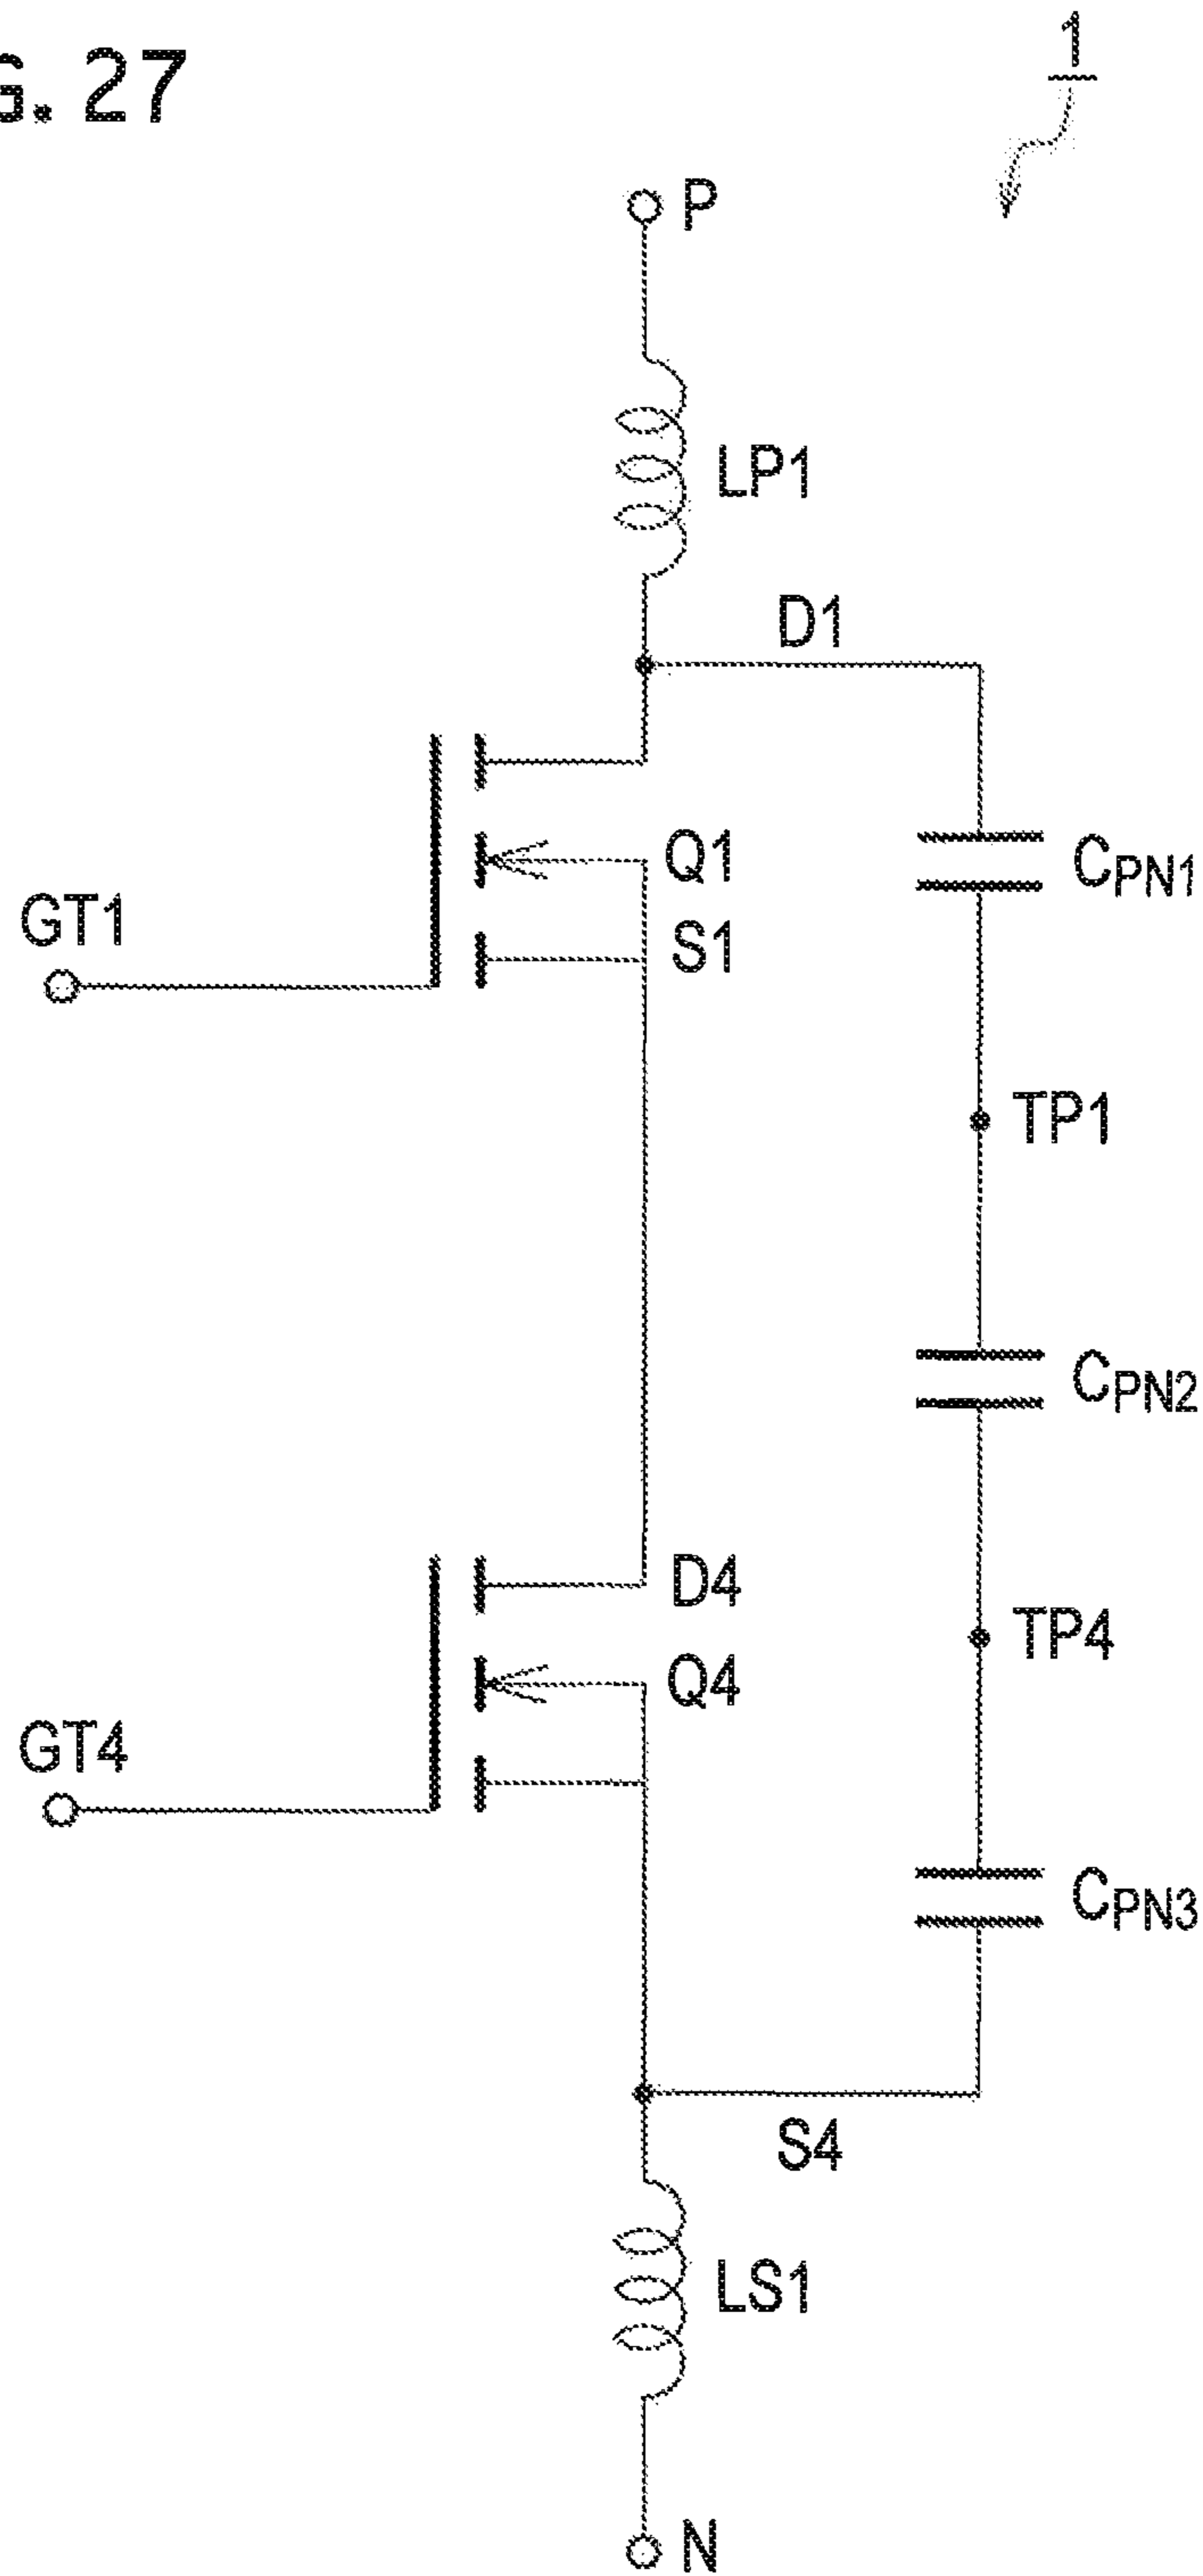 G. 27
1
P
LP1
D1
Q1
CPN1
S1
GT1
TP1
CPN2
D4
TP4
Q4
GT4
CPN3
S4
LS1
N